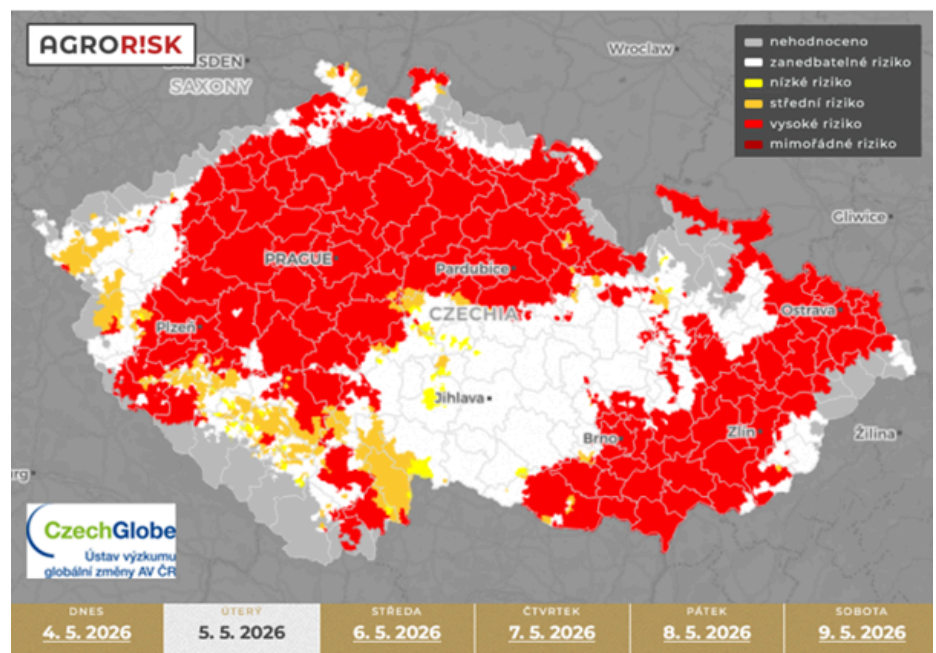 AGROR!SK
DRESDEN
SAXONY
Wroclaw
nehodnoceno
zanedbatelné riziko
nízké riziko
střední riziko
vysoké riziko
mimořádné riziko
Gliwice
PRAGUE
Pardubice
CZECHIA
Ostrava
Plzeň
Jihlava
Brno
Zlín
Žilina
rg
CzechGlobe
Ústav výzkumu
globální změny AV ČR
DNES
4. 5. 2026
ÚTERÝ
5. 5. 2026
STŘEDA
6. 5. 2026
ČTVRTEK
7. 5. 2026
PÁTEK
8. 5. 2026
SOBOTA
9. 5. 2026